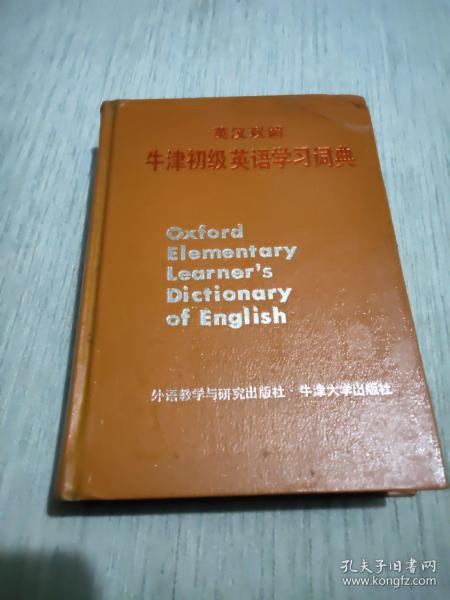 英汉双解
牛津初级英语学习词典
Oxford
Elementary
Learner's
Dictionary
of English
外语教学与研究出版社·牛津大学出版社
孔夫子旧书网
www.kongfz.com